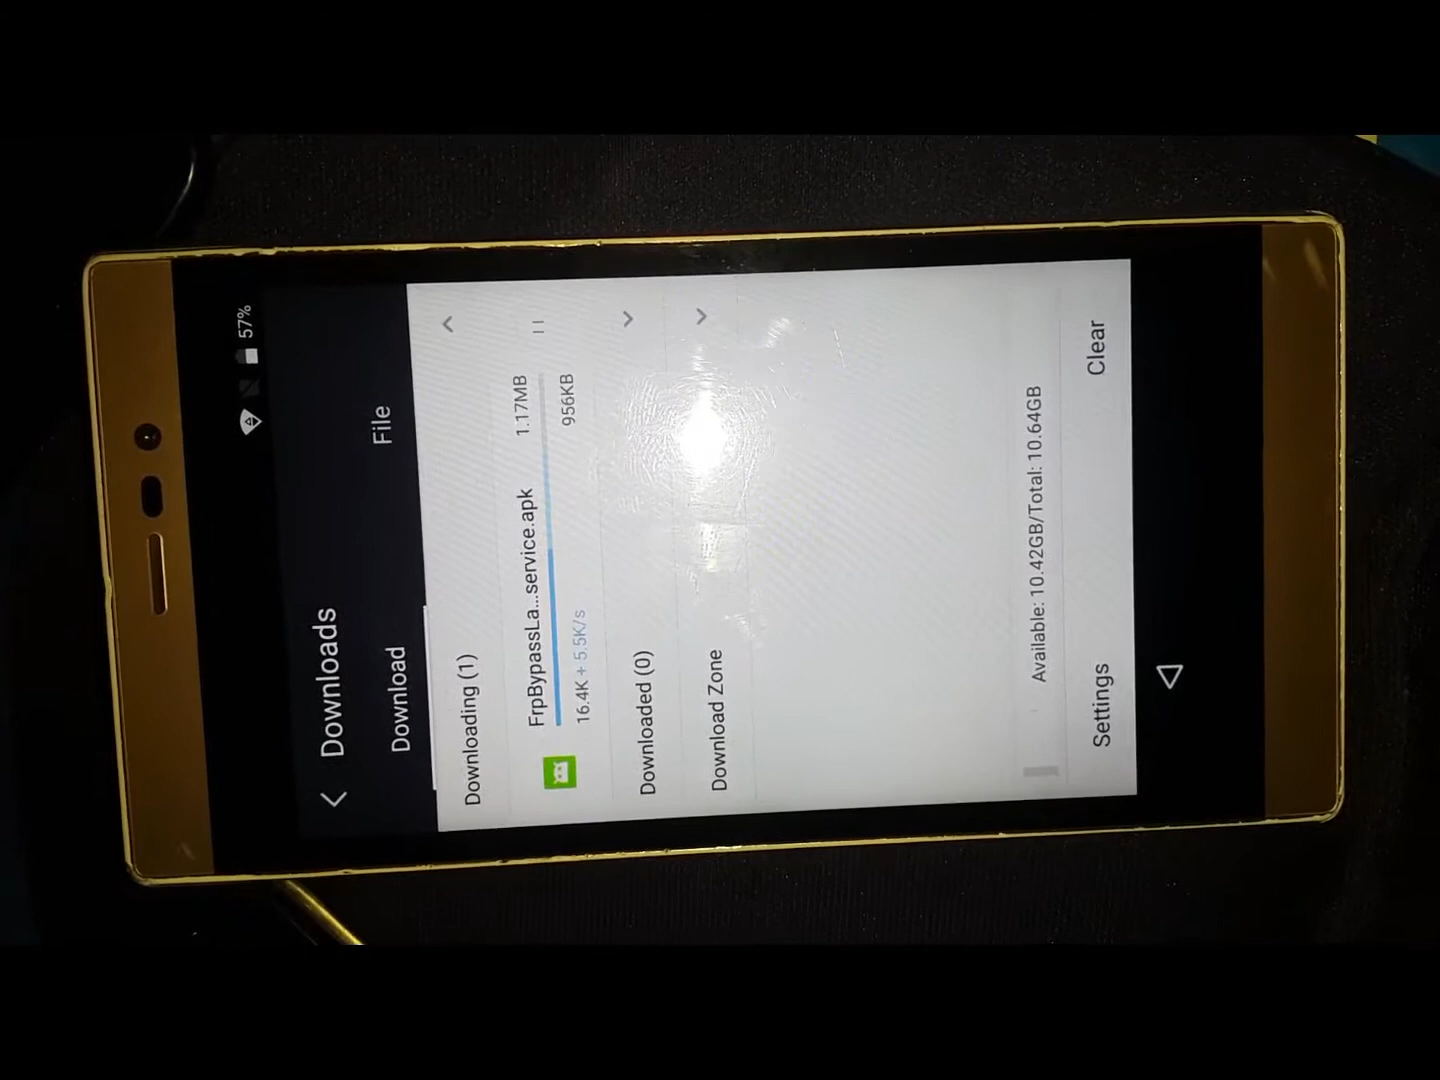 57%
Downloads
Download File
Downloading (1)
FrpBypassLa...service.apk 1.17MB
16.4K + 5.5K/s 956KB
Downloaded (0)
Download Zone
Available: 10.42GB/Total: 10.64GB
Settings Clear